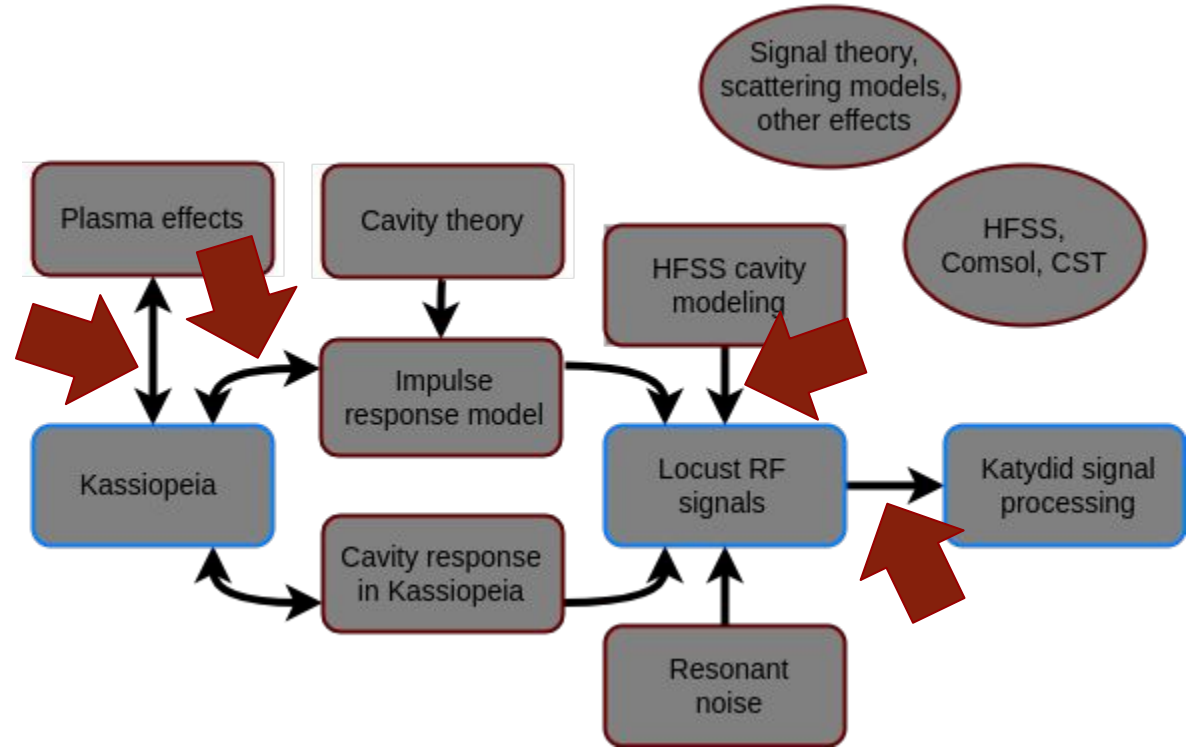 Signal theory,
scattering models,
other effects
Plasma effects
Cavity theory
HFSS cavity
modeling
HFSS,
Comsol, CST
Impulse
response model
Kassiopeia
Locust RF
signals
Katydid signal
processing
Cavity response
in Kassiopeia
Resonant
noise